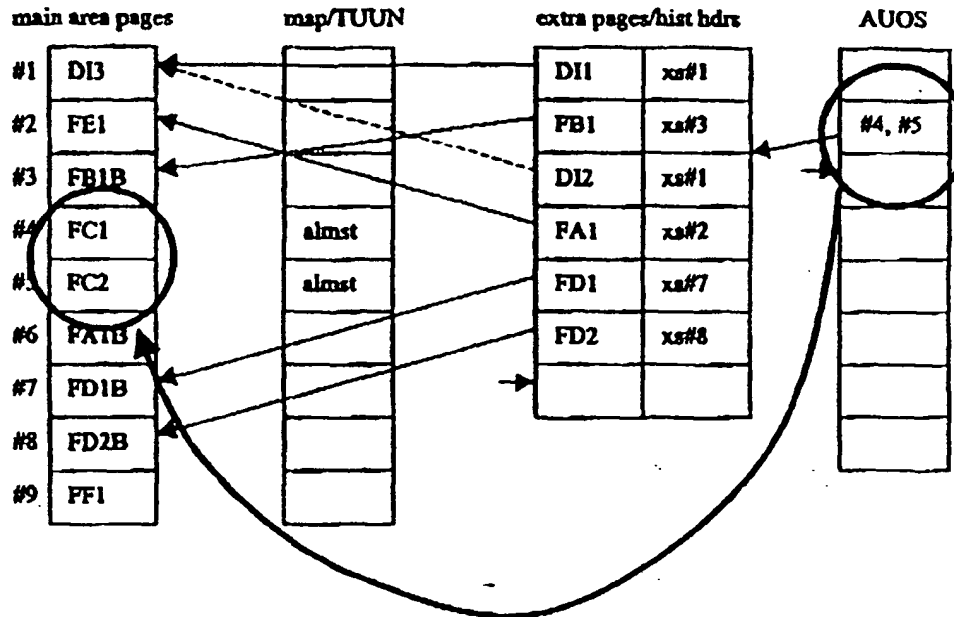 main area pages map/TUUN extra pages/hist hdrs AUOS
#1 DI3 DI1 xs#1
#2 FE1 FB1 xs#3 #4, #5
#3 FB1B DI2 xs#1
#4 FC1 almst FA1 xs#2
#5 FC2 almst FD1 xs#7
#6 FA1B FD2 xs#8
#7 FD1B
#8 FD2B
#9 FF1